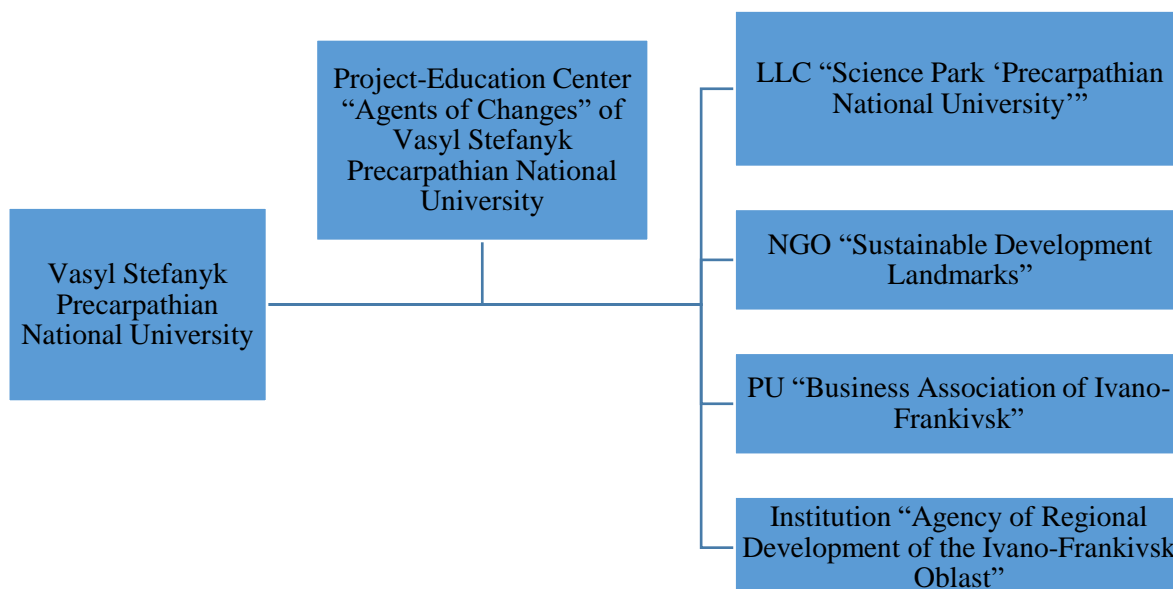 Vasyl Stefanyk
Precarpathian
National University
Project-Education Center
“Agents of Changes” of
Vasyl Stefanyk
Precarpathian National
University
LLC “Science Park ‘Precarpathian
National University’”
NGO “Sustainable Development
Landmarks”
PU “Business Association of Ivano-
Frankivsk”
Institution “Agency of Regional
Development of the Ivano-Frankivsk
Oblast”